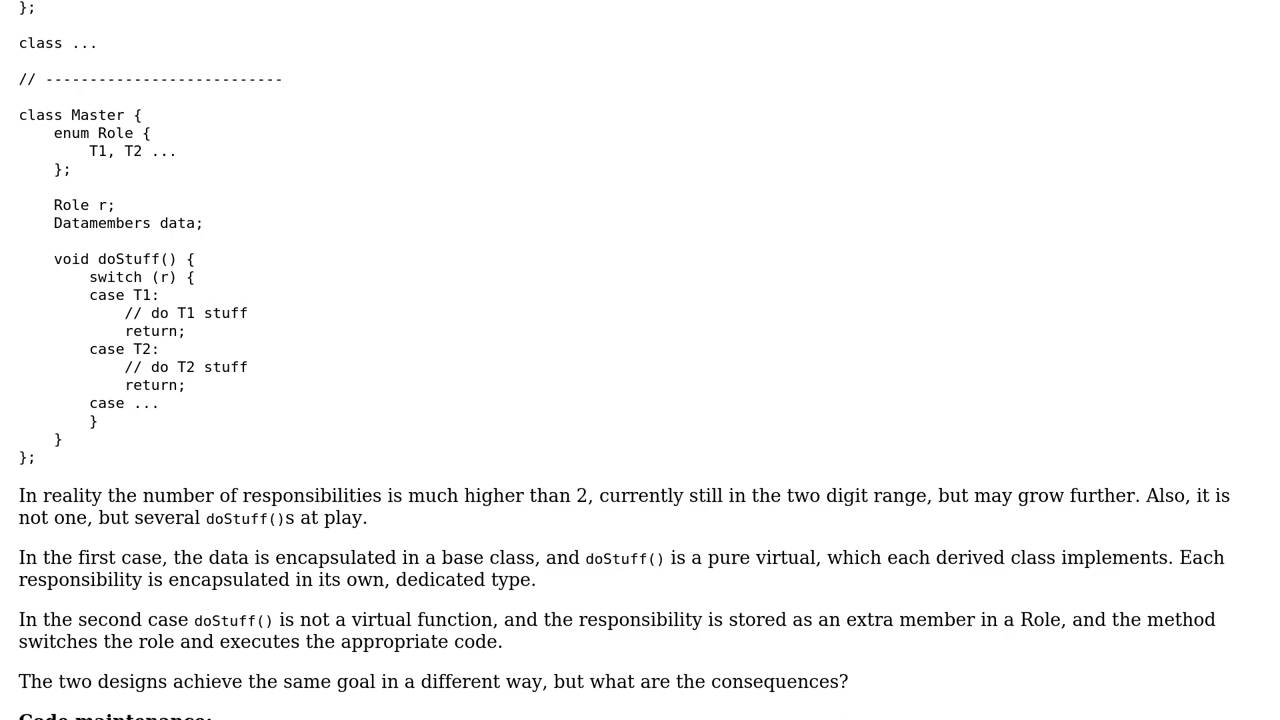 };
class ...
// ---------------------------
class Master {
    enum Role {
        T1, T2 ...
    };
    Role r;
    Datamembers data;
    void doStuff() {
        switch (r) {
        case T1:
            // do T1 stuff
            return;
        case T2:
            // do T2 stuff
            return;
        case ...
        }
    }
};
In reality the number of responsibilities is much higher than 2, currently still in the two digit range, but may grow further. Also, it is
not one, but several doStuff()s at play.
In the first case, the data is encapsulated in a base class, and doStuff() is a pure virtual, which each derived class implements. Each
responsibility is encapsulated in its own, dedicated type.
In the second case doStuff() is not a virtual function, and the responsibility is stored as an extra member in a Role, and the method
switches the role and executes the appropriate code.
The two designs achieve the same goal in a different way, but what are the consequences?
Code maintenance: